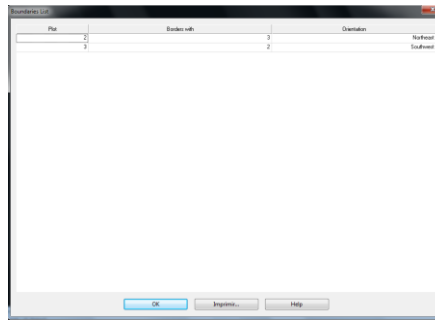 Boundaries List
Plot Borders with Orientation
2 3 Northeast
3 2 Southwest
OK Imprimir... Help